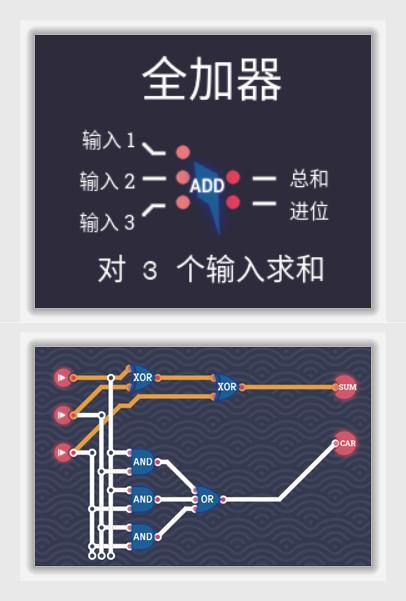 全加器
输入 1
输入 2
输入 3
ADD
总和
进位
对 3 个输入求和
XOR
XOR
SUM
CAR
AND
AND
OR
AND